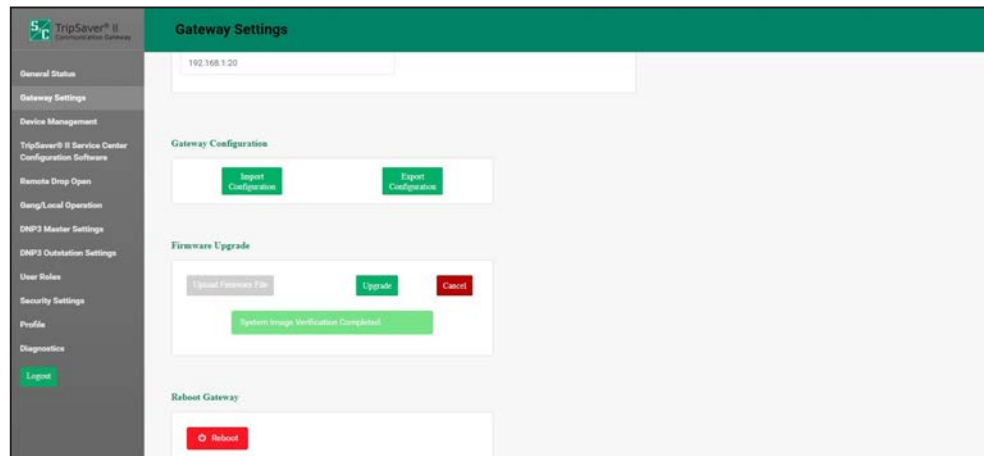 S&C TripSaver® II
Communication Gateway
Gateway Settings
General Status
Gateway Settings
Device Management
TripSaver® II Service Center
Configuration Software
Remote Drop Open
Gang/Local Operation
DNP3 Master Settings
DNP3 Outstation Settings
User Roles
Security Settings
Profile
Diagnostics
Logout
192.168.1.20
Gateway Configuration
Import
Configuration
Export
Configuration
Firmware Upgrade
Upload Firmware File
Upgrade
Cancel
System Image Verification Completed.
Reboot Gateway
Reboot